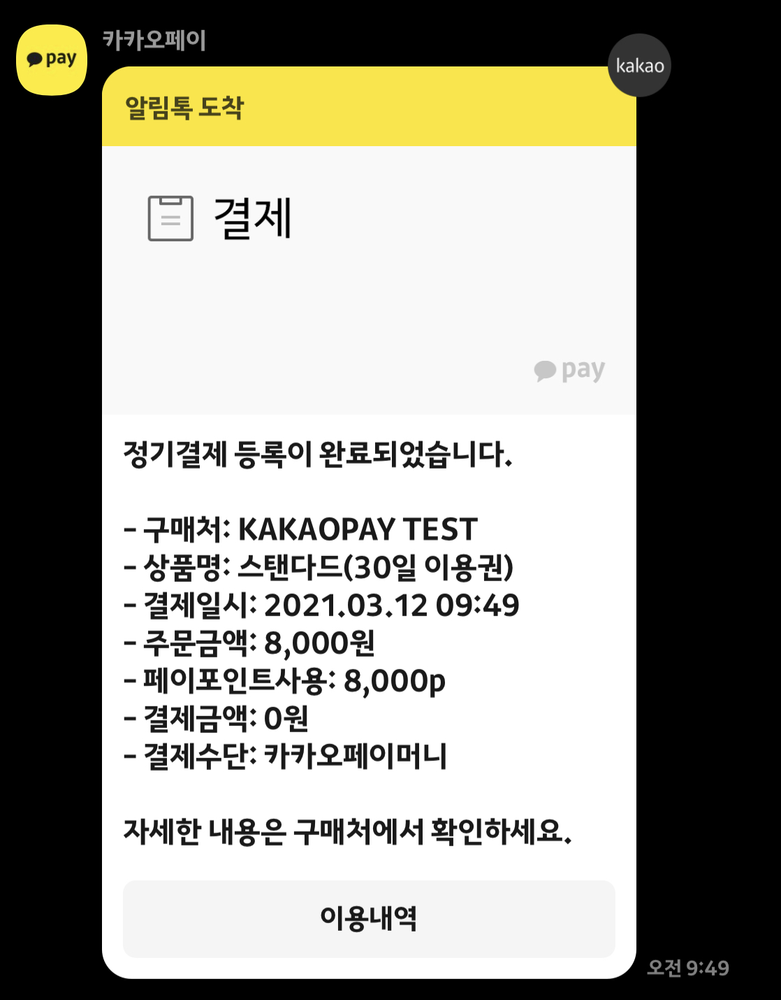 pay
카카오페이
kakao
알림톡 도착
결제
pay
정기결제 등록이 완료되었습니다.
- 구매처: KAKAOPAY TEST
- 상품명: 스탠다드(30일 이용권)
- 결제일시: 2021.03.12 09:49
- 주문금액: 8,000원
- 페이포인트사용: 8,000p
- 결제금액: 0원
- 결제수단: 카카오페이머니
자세한 내용은 구매처에서 확인하세요.
이용내역
오전 9:49